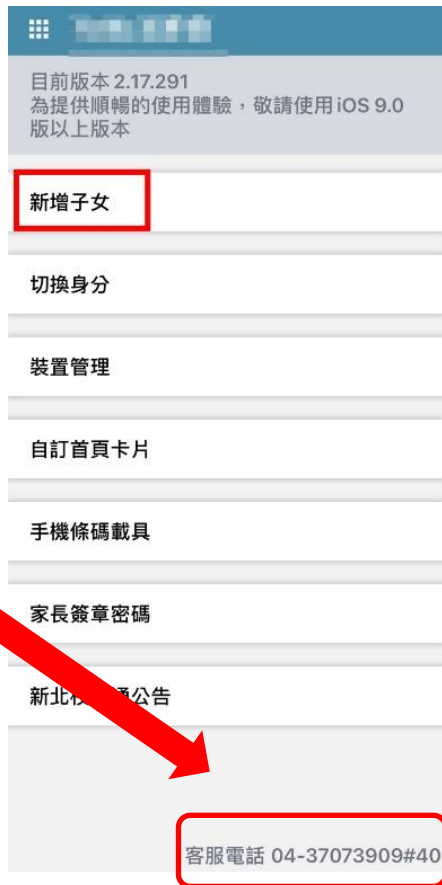 目前版本 2.17.291
為提供順暢的使用體驗，敬請使用 iOS 9.0
版以上版本
新增子女
切換身分
裝置管理
自訂首頁卡片
手機條碼載具
家長簽章密碼
新北校 通公告
客服電話 04-37073909#40